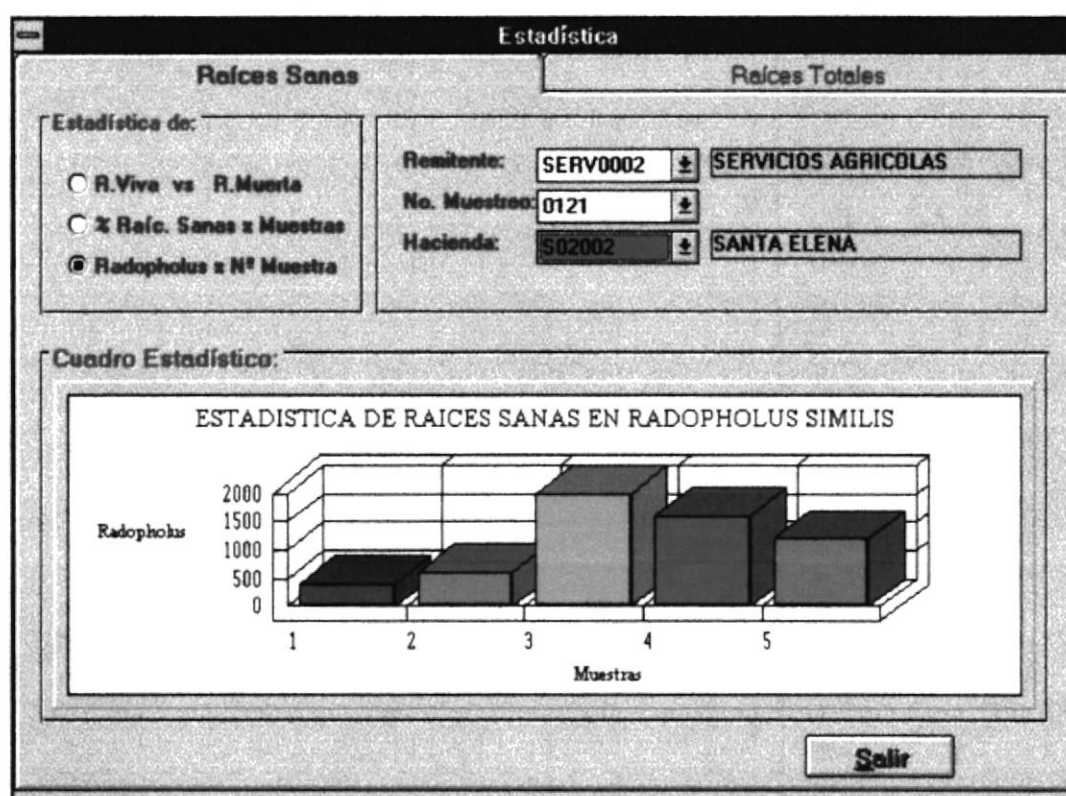 Estadística
Raíces Sanas
Raíces Totales
Estadística de:
R.Viva vs R.Muerta
% Raíc. Sanas x Muestras
Radopholus x Nº Muestra
Remitente: SERV0002 SERVICIOS AGRICOLAS
No. Muestreo: 0121
Hacienda: S02002 SANTA ELENA
Cuadro Estadístico:
ESTADISTICA DE RAICES SANAS EN RADOPHOLUS SIMILIS
Radopholus
2000
1500
1000
500
0
1 2 3 4 5
Muestras
Salir